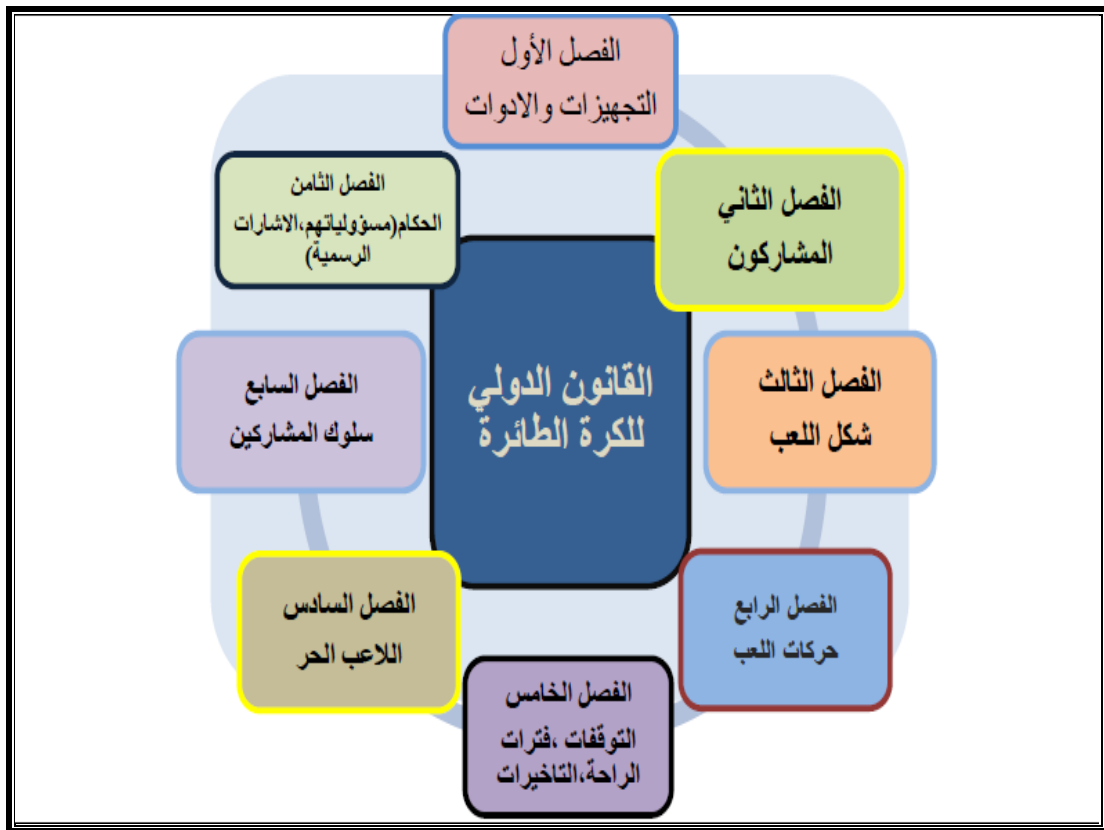 الفصل الأول
التجهيزات والادوات
الفصل الثاني
المشاركون
الفصل الثالث
شكل اللعب
الفصل الرابع
حركات اللعب
الفصل الخامس
التوقفات ،فترات
الراحة،التاخيرات
الفصل السادس
اللاعب الحر
الفصل السابع
سلوك المشاركين
الفصل الثامن
الحكام(مسؤولياتهم،الاشارات
الرسمية)
القانون الدولي
للكرة الطائرة